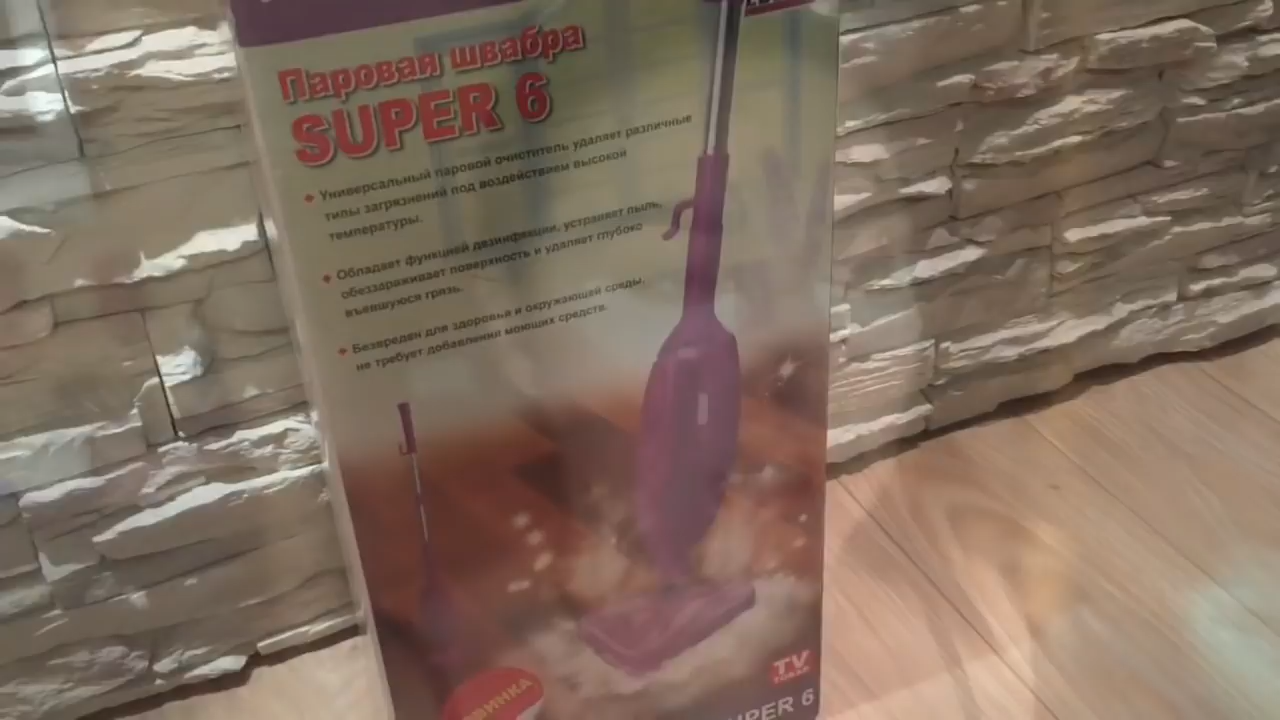 Паровая швабра
SUPER 6
Универсальный паровой очиститель удаляет различные
типы загрязнений под воздействием высокой
температуры.
Обладает функцией дезинфекции, устраняет пыль,
обеззараживает поверхность и удаляет глубоко
въевшуюся грязь.
Безвреден для здоровья и окружающей среды,
не требует добавления моющих средств.
TV
SUPER 6